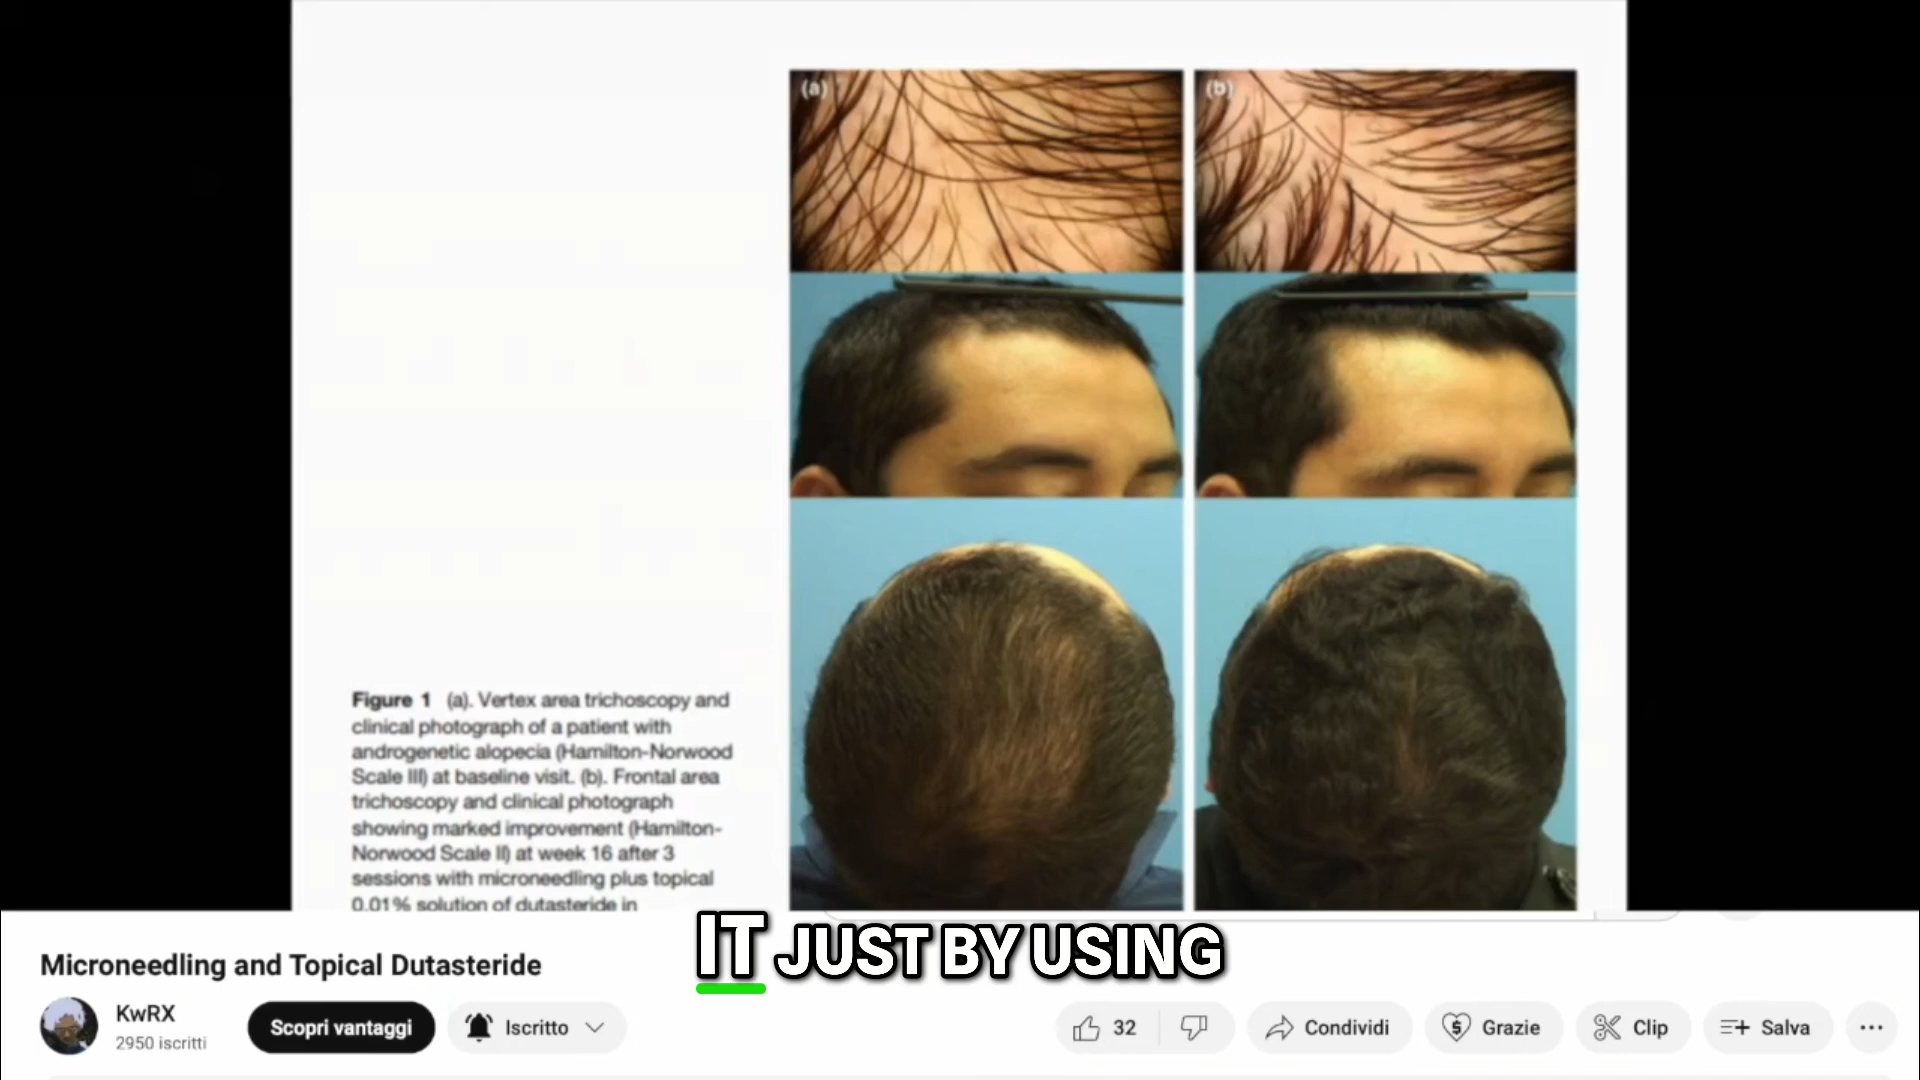 (a)
(b)
Figure 1 (a). Vertex area trichoscopy and
clinical photograph of a patient with
androgenetic alopecia (Hamilton-Norwood
Scale III) at baseline visit. (b). Frontal area
trichoscopy and clinical photograph
showing marked improvement (Hamilton-
Norwood Scale II) at week 16 after 3
sessions with microneedling plus topical
0.01% solution of dutasteride in
IT JUST BY USING
Microneedling and Topical Dutasteride
KwRX
2950 iscritti
Scopri vantaggi
Iscritto
32
Condividi
Grazie
Clip
Salva